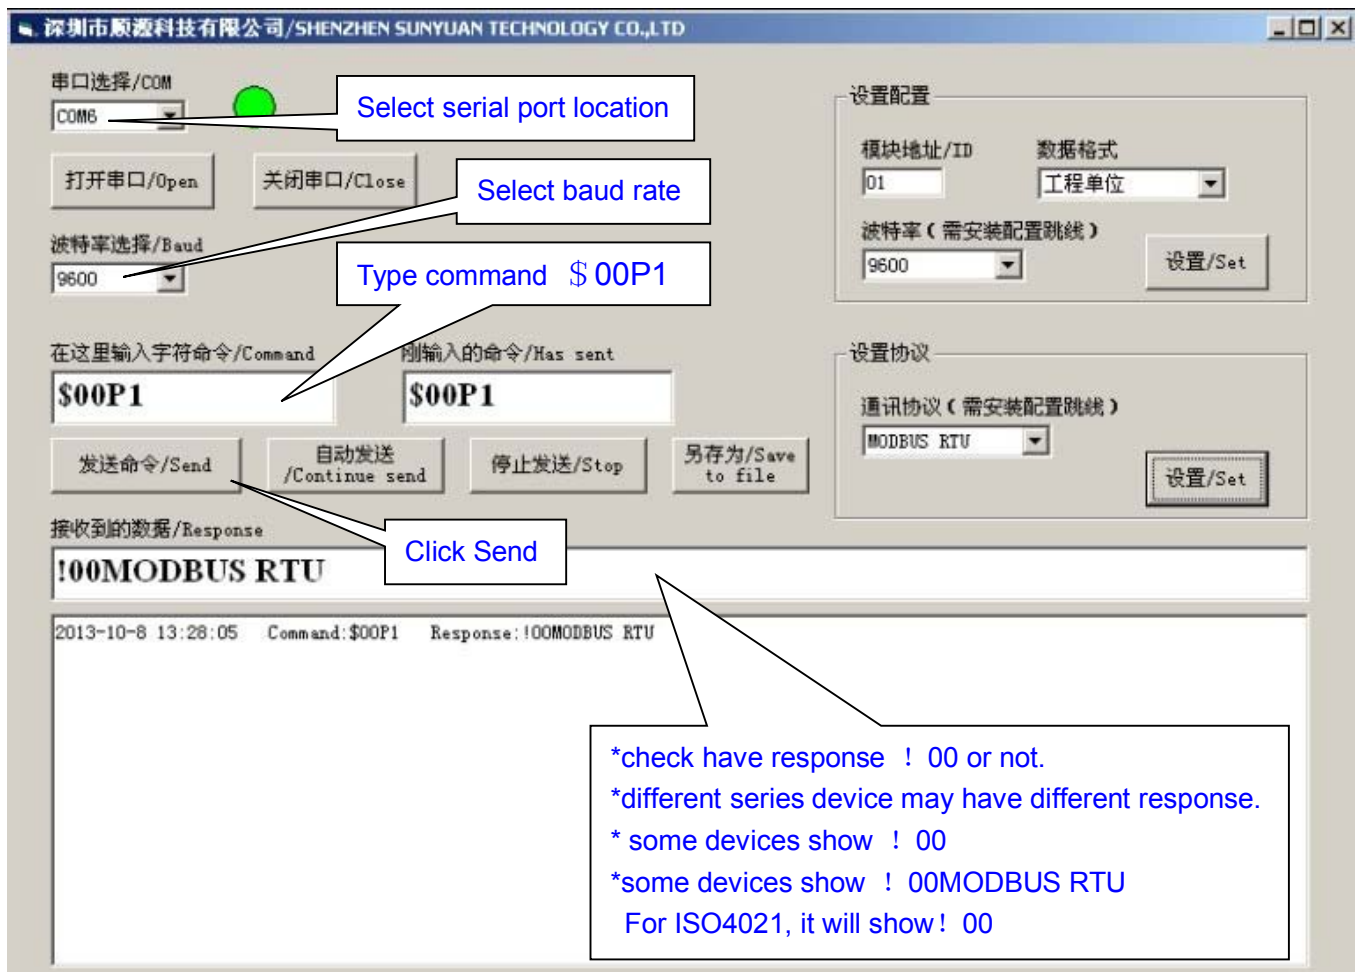 深圳市顺源科技有限公司/SHENZHEN SUNYUAN TECHNOLOGY CO.,LTD
串口选择/COM
COM6
Select serial port location
打开串口/Open
关闭串口/Close
Select baud rate
波特率选择/Baud
9600
Type command ＄00P1
在这里输入字符命令/Command
刚输入的命令/Has sent
$00P1
$00P1
发送命令/Send
自动发送
/Continue send
停止发送/Stop
另存为/Save
to file
设置配置
模块地址/ID
数据格式
01
工程单位
波特率(需安装配置跳线)
9600
设置/Set
设置协议
通讯协议(需安装配置跳线)
MODBUS RTU
设置/Set
接收到的数据/Response
Click Send
!00MODBUS RTU
2013-10-8 13:28:05 Command:$00P1 Response:!00MODBUS RTU
*check have response ！00 or not.
*different series device may have different response.
* some devices show ！00
*some devices show ！00MODBUS RTU
For ISO4021, it will show！00